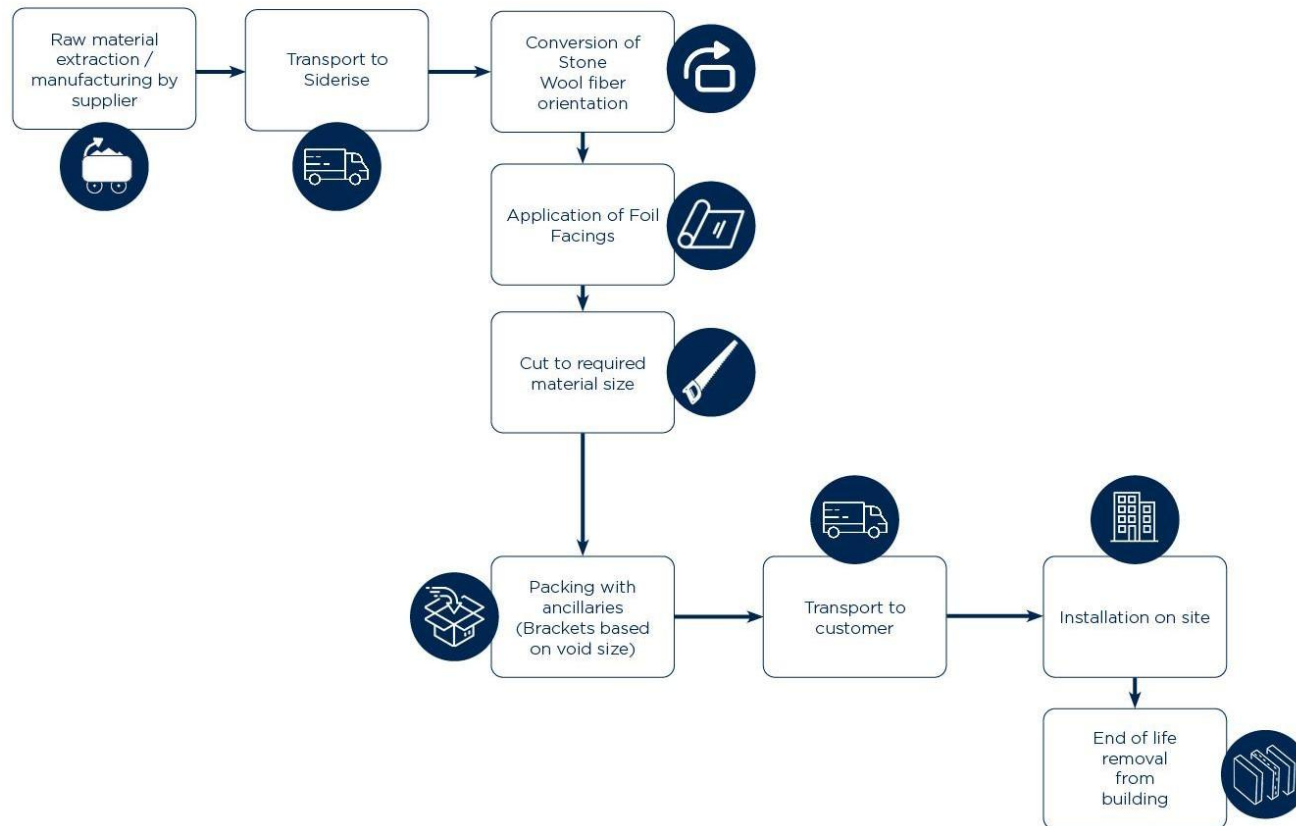 Raw material
extraction /
manufacturing by
supplier
Transport to
Siderise
Conversion of
Stone
Wool fiber
orientation
Application of Foil
Facings
Cut to required
material size
Packing with
ancillaries
(Brackets based
on void size)
Transport to
customer
Installation on site
End of life
removal
from
building